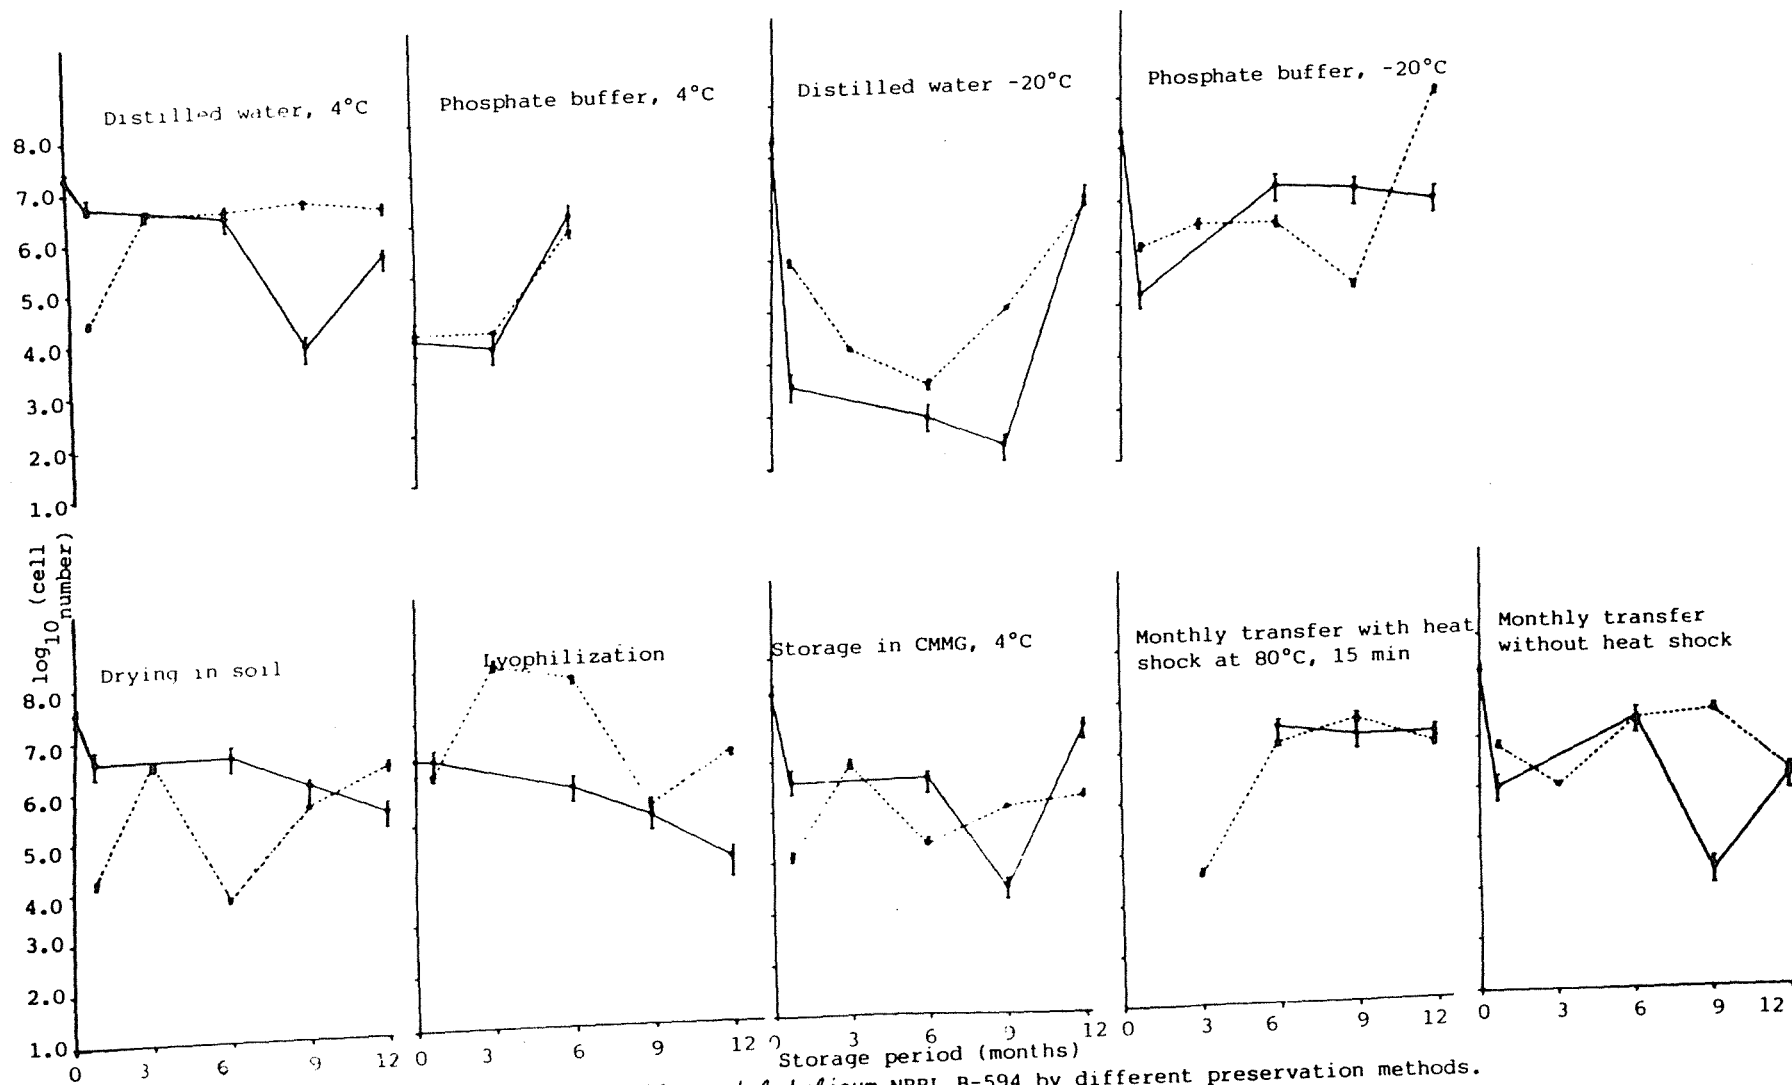 Distilled water, 4°C
Phosphate buffer, 4°C
Distilled water -20°C
Phosphate buffer, -20°C
8.0
7.0
6.0
5.0
4.0
3.0
2.0
1.0
log10 (cell
number)
Drying in soil
Lyophilization
Storage in CMMG, 4°C
Monthly transfer with heat
shock at 80°C, 15 min
Monthly transfer
without heat shock
8.0
7.0
6.0
5.0
4.0
3.0
2.0
1.0
0 3 6 9 12
0 3 6 9 12
0 3 6 9 12
0 3 6 9 12
0 3 6 9 12
Storage period (months)
NRRL B-594 by different preservation methods.